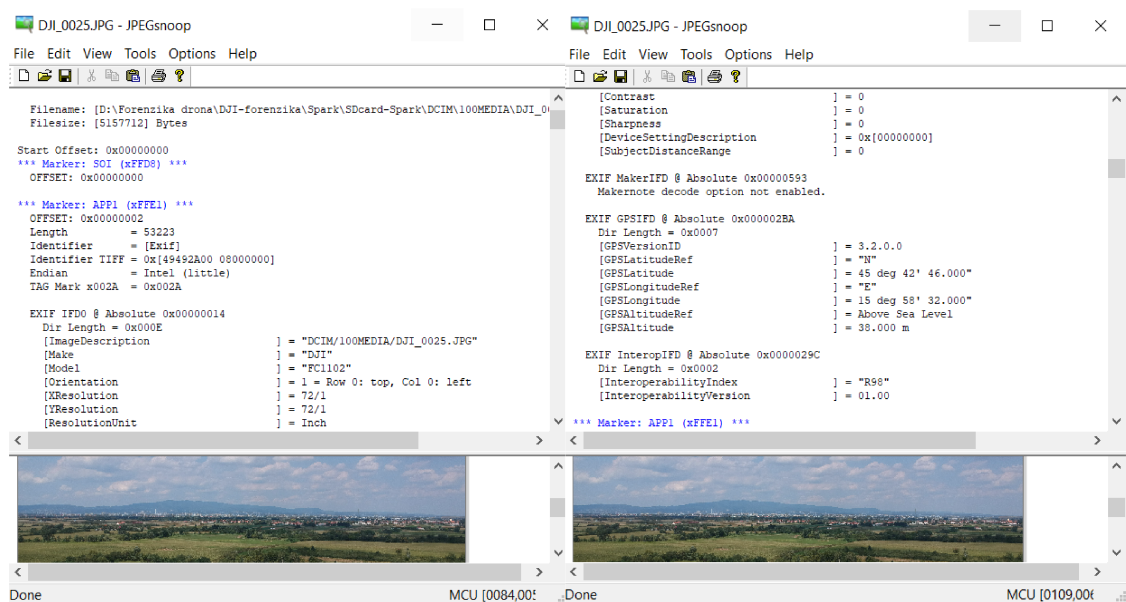 DJI_0025.JPG - JPEGsnoop
File Edit View Tools Options Help
Filename: [D:\Forenzika drona\DJI-forenzika\Spark\SDcard-Spark\DCIM\100MEDIA\DJI_0
Filesize: [5157712] Bytes
Start Offset: 0x00000000
*** Marker: SOI (xFFD8) ***
OFFSET: 0x00000000
*** Marker: APP1 (xFFE1) ***
OFFSET: 0x00000002
Length = 53223
Identifier = [Exif]
Identifier TIFF = 0x[49492A00 08000000]
Endian = Intel (little)
TAG Mark x002A = 0x002A
EXIF IFD0 @ Absolute 0x00000014
Dir Length = 0x000E
[ImageDescription ] = "DCIM/100MEDIA/DJI_0025.JPG"
[Make ] = "DJI"
[Model ] = "FC1102"
[Orientation ] = 1 = Row 0: top, Col 0: left
[XResolution ] = 72/1
[YResolution ] = 72/1
[ResolutionUnit ] = Inch
Done MCU [0084,005
DJI_0025.JPG - JPEGsnoop
File Edit View Tools Options Help
[Contrast ] = 0
[Saturation ] = 0
[Sharpness ] = 0
[DeviceSettingDescription ] = 0x[00000000]
[SubjectDistanceRange ] = 0
EXIF MakerIFD @ Absolute 0x00000593
Makernote decode option not enabled.
EXIF GPSIFD @ Absolute 0x000002BA
Dir Length = 0x0007
[GPSVersionID ] = 3.2.0.0
[GPSLatitudeRef ] = "N"
[GPSLatitude ] = 45 deg 42' 46.000"
[GPSLongitudeRef ] = "E"
[GPSLongitude ] = 15 deg 58' 32.000"
[GPSAltitudeRef ] = Above Sea Level
[GPSAltitude ] = 38.000 m
EXIF InteropIFD @ Absolute 0x0000029C
Dir Length = 0x0002
[InteroperabilityIndex ] = "R98"
[InteroperabilityVersion ] = 01.00
*** Marker: APP1 (xFFE1) ***
Done MCU [0109,006